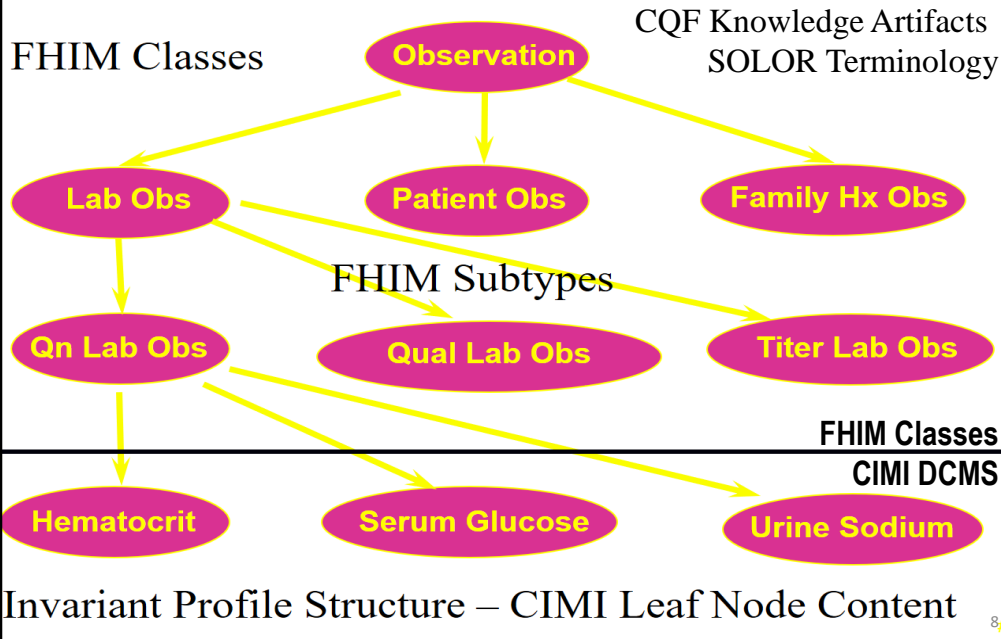 CQF Knowledge Artifacts
FHIM Classes
Observation
SOLOR Terminology
Lab Obs
Patient Obs
Family Hx Obs
FHIM Subtypes
Qn Lab Obs
Qual Lab Obs
Titer Lab Obs
FHIM Classes
CIMI DCMS
Hematocrit
Serum Glucose
Urine Sodium
Invariant Profile Structure – CIMI Leaf Node Content
8